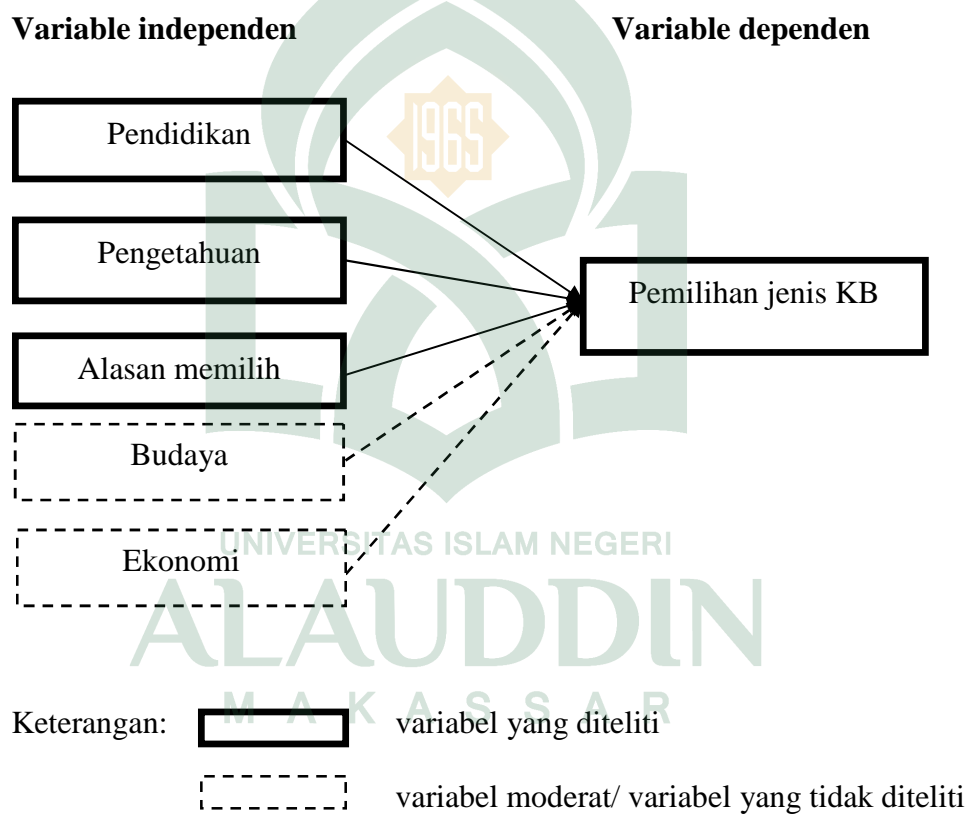 Variable independen Variable dependen
1965
Pendidikan
Pengetahuan
Pemilihan jenis KB
Alasan memilih
Budaya
Ekonomi
UNIVERSITAS ISLAM NEGERI
ALAUDDIN
M A K A S S A R
Keterangan: variabel yang diteliti
variabel moderat/ variabel yang tidak diteliti